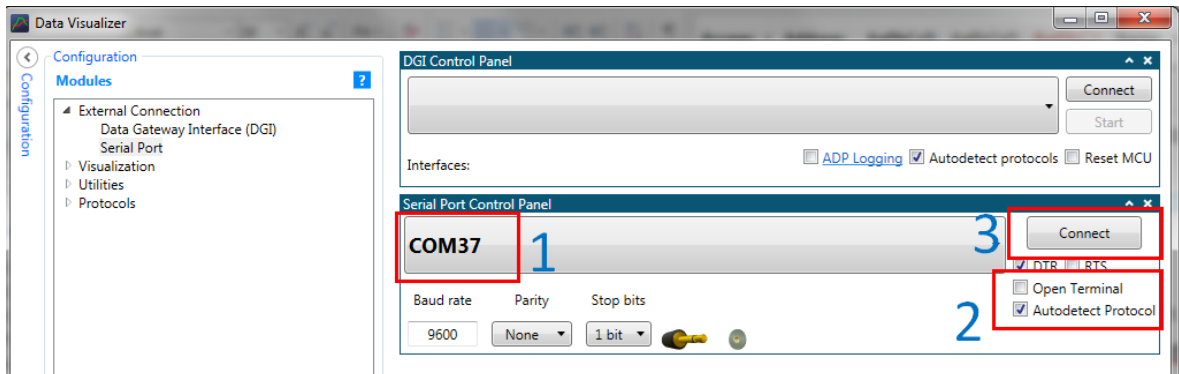 Data Visualizer
Configuration
Configuration
Modules
?
External Connection
Data Gateway Interface (DGI)
Serial Port
Visualization
Utilities
Protocols
DGI Control Panel
Connect
Start
Interfaces:
ADP Logging Autodetect protocols Reset MCU
Serial Port Control Panel
COM37
1
3
Connect
DTR RTS
2
Open Terminal
Autodetect Protocol
Baud rate Parity Stop bits
9600 None 1 bit